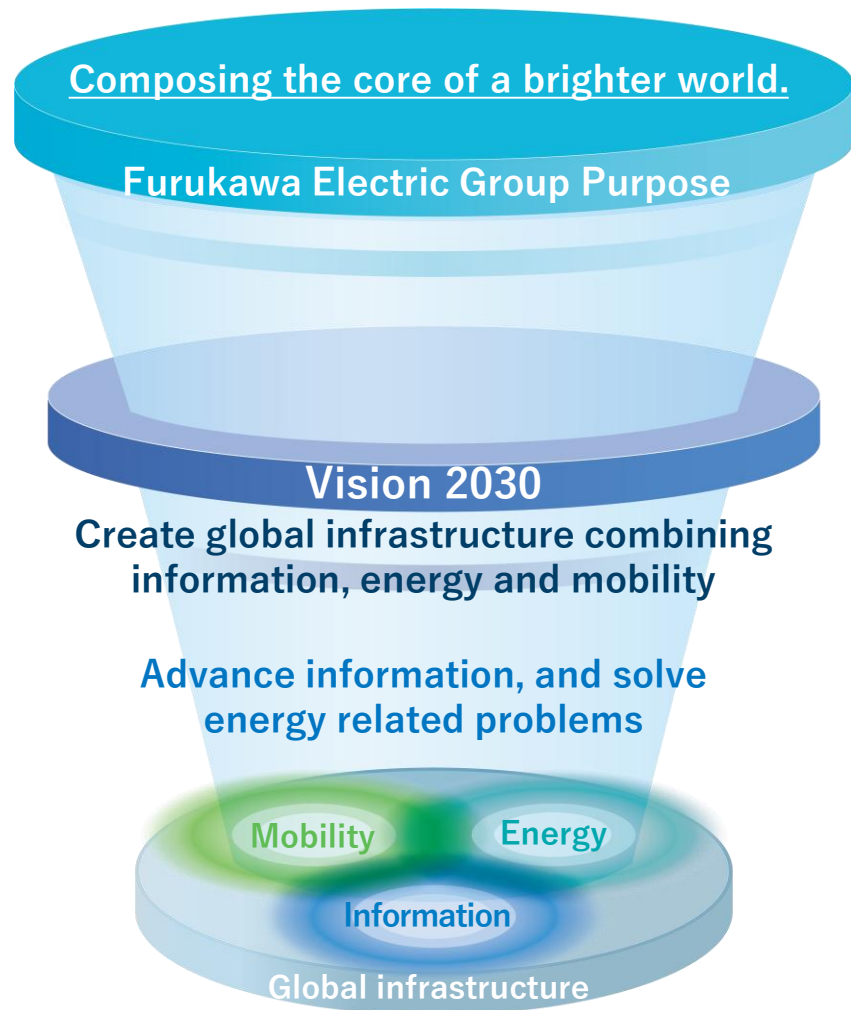 Composing the core of a brighter world.
Furukawa Electric Group Purpose
Vision 2030
Create global infrastructure combining
information, energy and mobility
Advance information, and solve
energy related problems
Mobility
Energy
Information
Global infrastructure